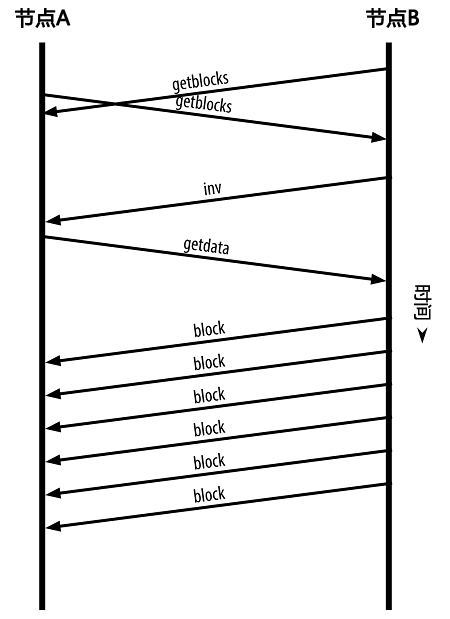 节点A
节点B
getblocks
getblocks
inv
getdata
时间
block
block
block
block
block
block